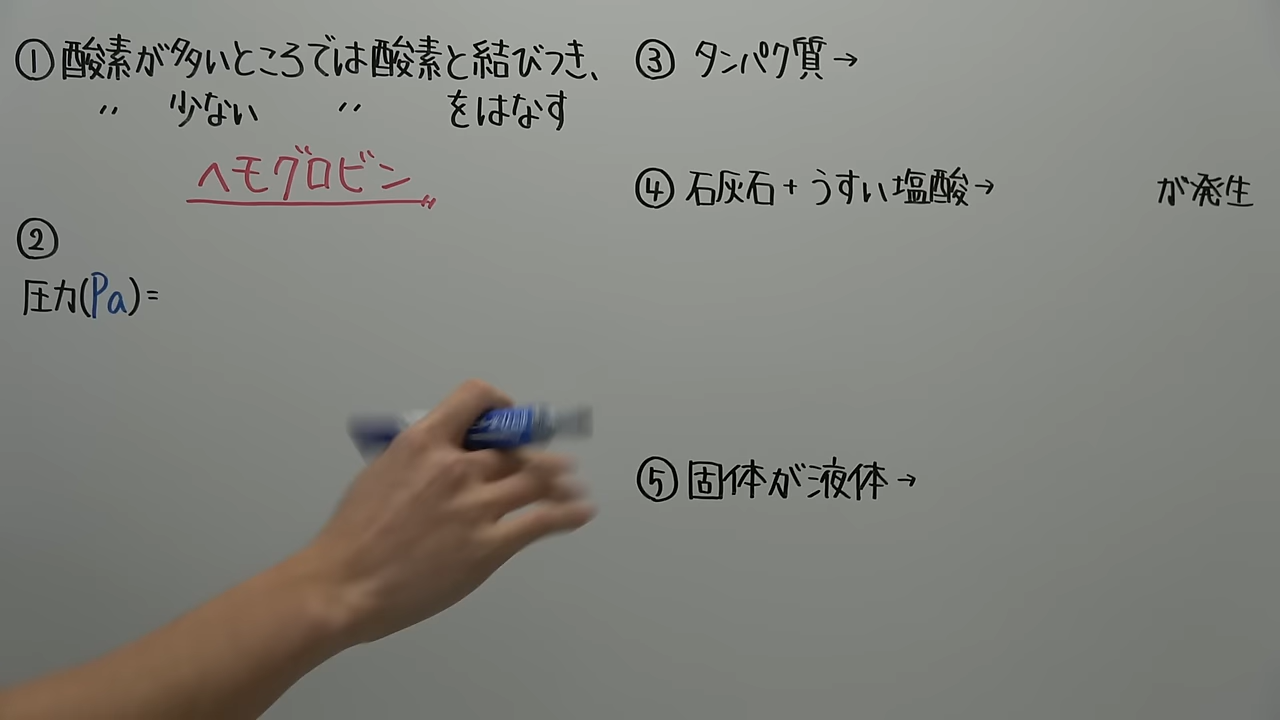 ①酸素が多いところでは酸素と結びつき、
〃 少ない 〃 をはなす
ヘモグロビン
②
圧力(Pa)=
③ タンパク質→
④ 石灰石+うすい塩酸→ が発生
⑤ 固体が液体→